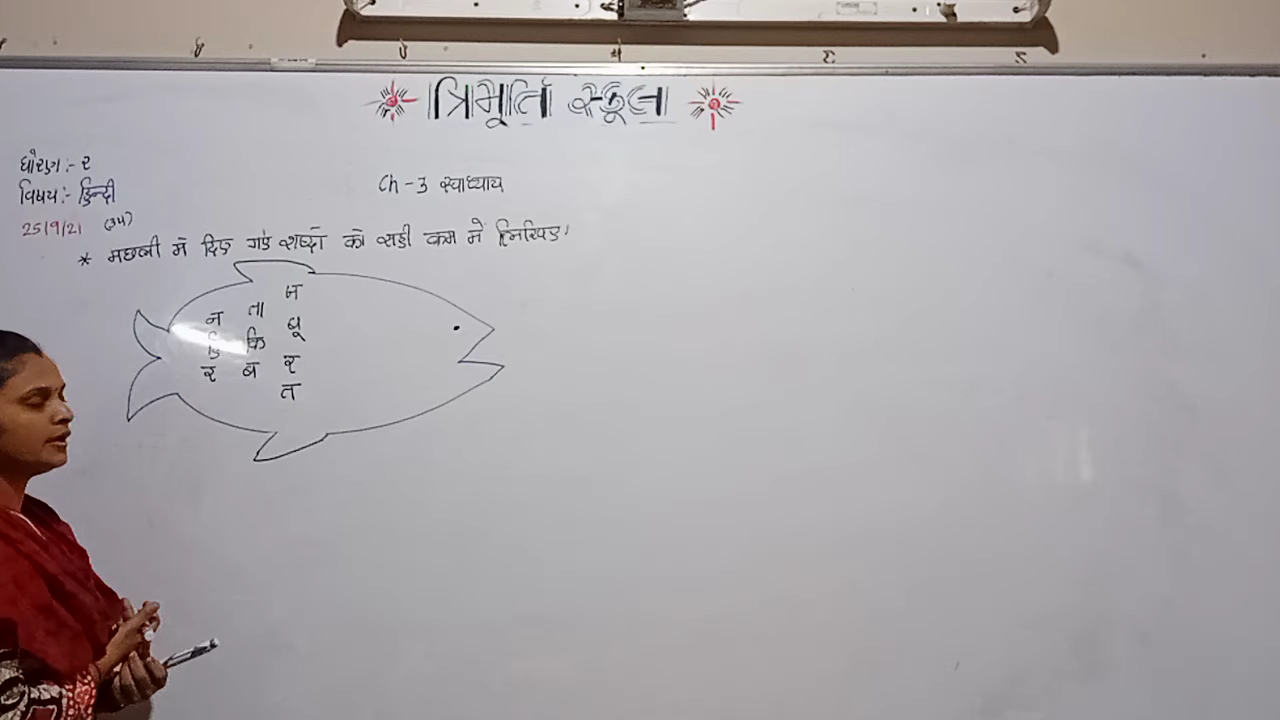 त्रिमूर्ति स्कूल
धोरण :- २
विषय :- हिन्दी
Ch - 3 स्वाध्याय
25/9/21
* मछली में दिए गए शब्दों को सही क्रम में लिखिए।
न ता ज
हि कि बू
र ब र
त